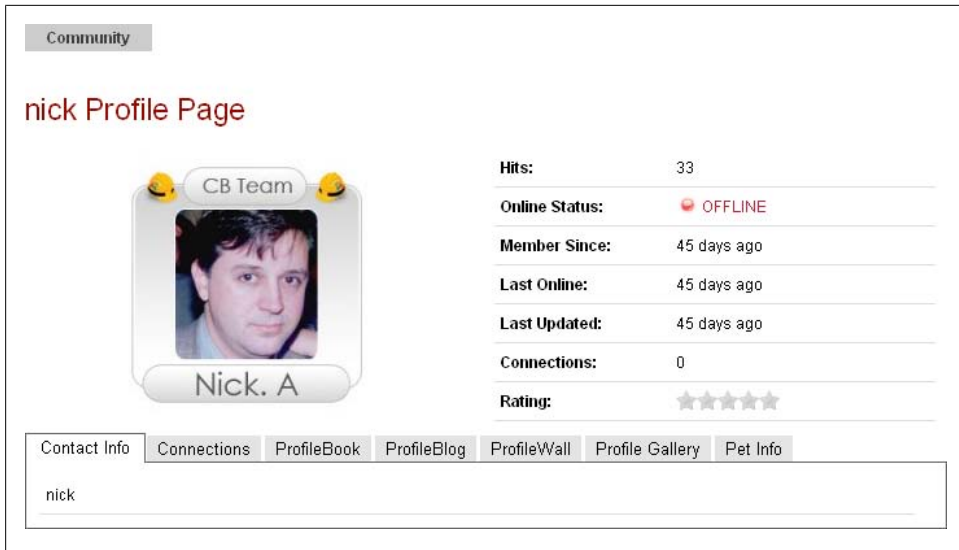 Community
nick Profile Page
CB Team
Nick. A
Hits: 33
Online Status: OFFLINE
Member Since: 45 days ago
Last Online: 45 days ago
Last Updated: 45 days ago
Connections: 0
Rating:
Contact Info Connections ProfileBook ProfileBlog ProfileWall Profile Gallery Pet Info
nick